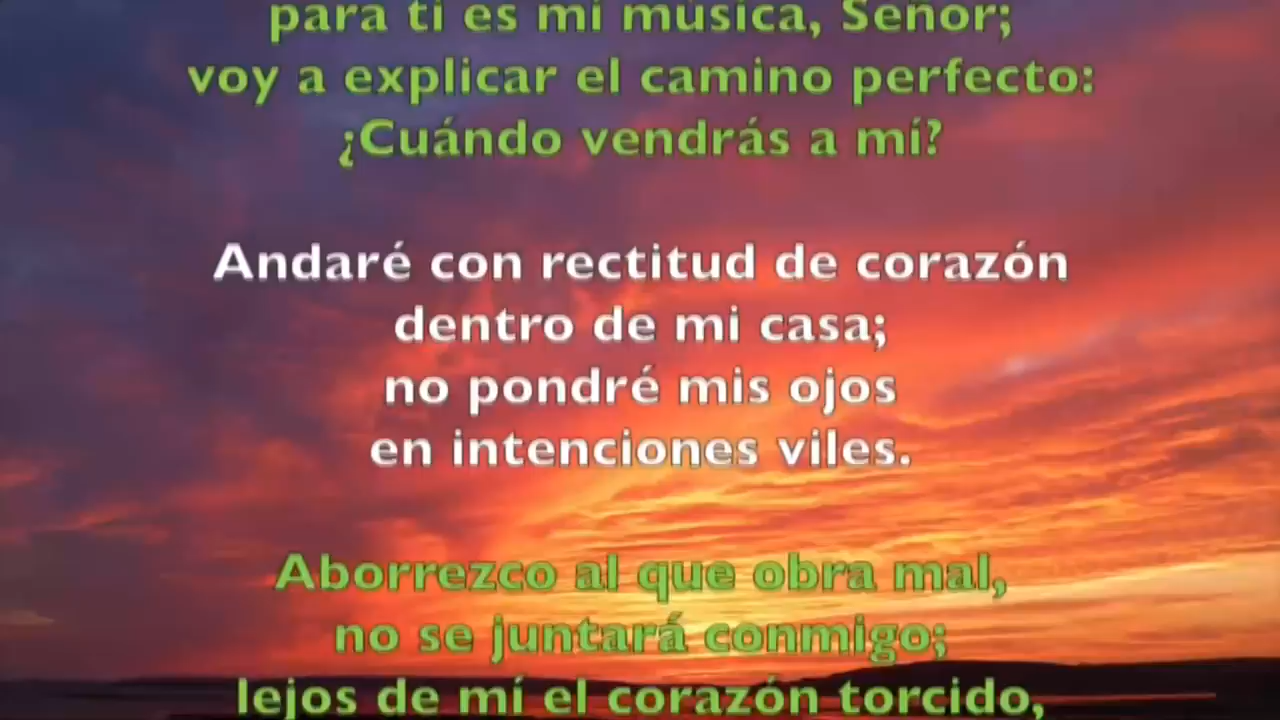 para ti es mi música, Señor;
voy a explicar el camino perfecto:
¿Cuándo vendrás a mí?
Andaré con rectitud de corazón
dentro de mi casa;
no pondré mis ojos
en intenciones viles.
Aborrezco al que obra mal,
no se juntará conmigo;
lejos de mí el corazón torcido,